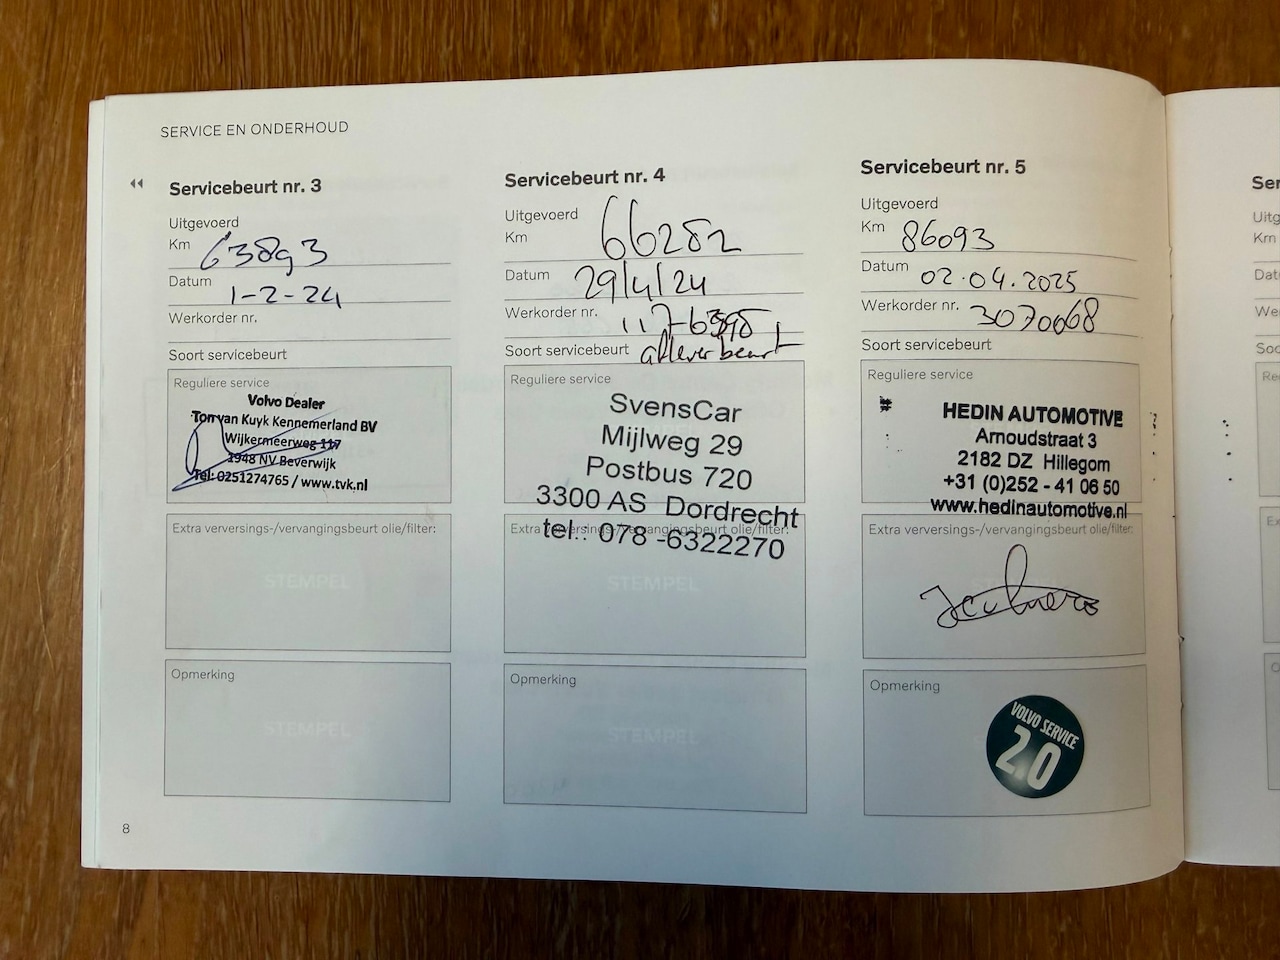 SERVICE EN ONDERHOUD
Servicebeurt nr. 3
Uitgevoerd
Km 63893
Datum 1-2-24
Werkorder nr.
Soort servicebeurt
Reguliere service
Volvo Dealer
Ton van Kuyk Kennemerland BV
Wijkermeerweg 117
1948 NV Beverwijk
Tel: 0251274765 / www.tvk.nl
Extra verversings-/vervangingsbeurt olie/filter:
STEMPEL
Opmerking
STEMPEL
8
Servicebeurt nr. 4
Uitgevoerd
Km 66282
Datum 29/4/24
Werkorder nr.
Soort servicebeurt afleverbeurt
Reguliere service
SvensCar
Mijlweg 29
Postbus 720
3300 AS Dordrecht
Extra verversings-/vervangingsbeurt olie/filter:
tel.: 078 -6322270
STEMPEL
Opmerking
STEMPEL
Servicebeurt nr. 5
Uitgevoerd
Km 86093
Datum 02.04.2025
Werkorder nr. 3070068
Soort servicebeurt
Reguliere service
HEDIN AUTOMOTIVE
Arnoudstraat 3
2182 DZ Hillegom
+31 (0)252 - 41 06 50
www.hedinautomotive.nl
Extra verversings-/vervangingsbeurt olie/filter:
Opmerking
VOLVO SERVICE
2.0